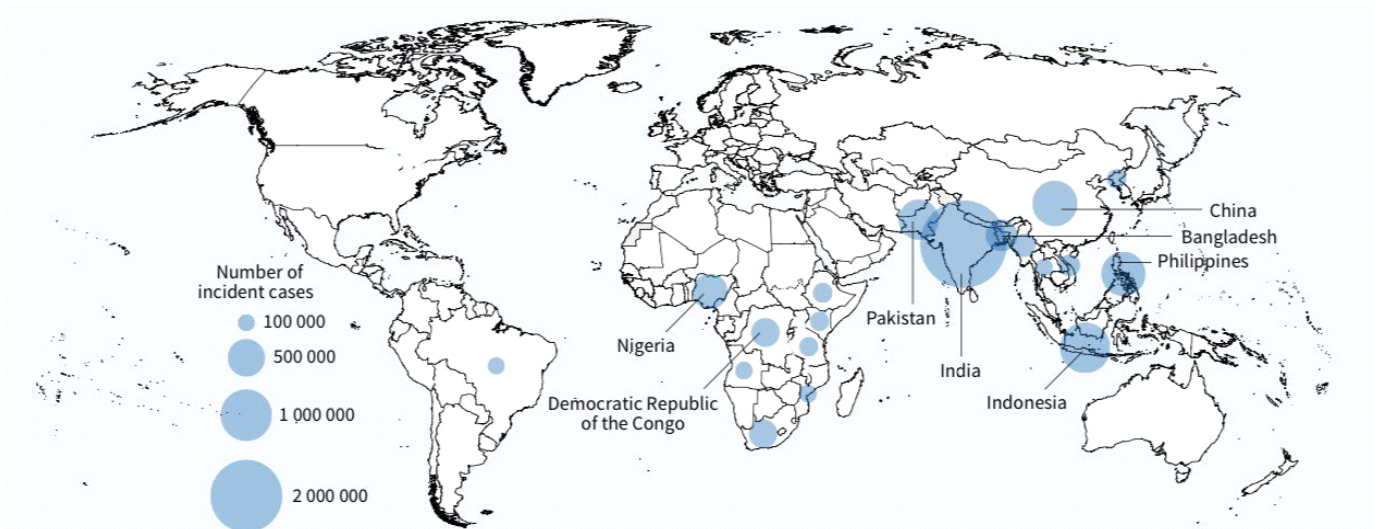 Number of
incident cases
100 000
500 000
1 000 000
2 000 000
Nigeria
Democratic Republic
of the Congo
Pakistan
India
Indonesia
China
Bangladesh
Philippines